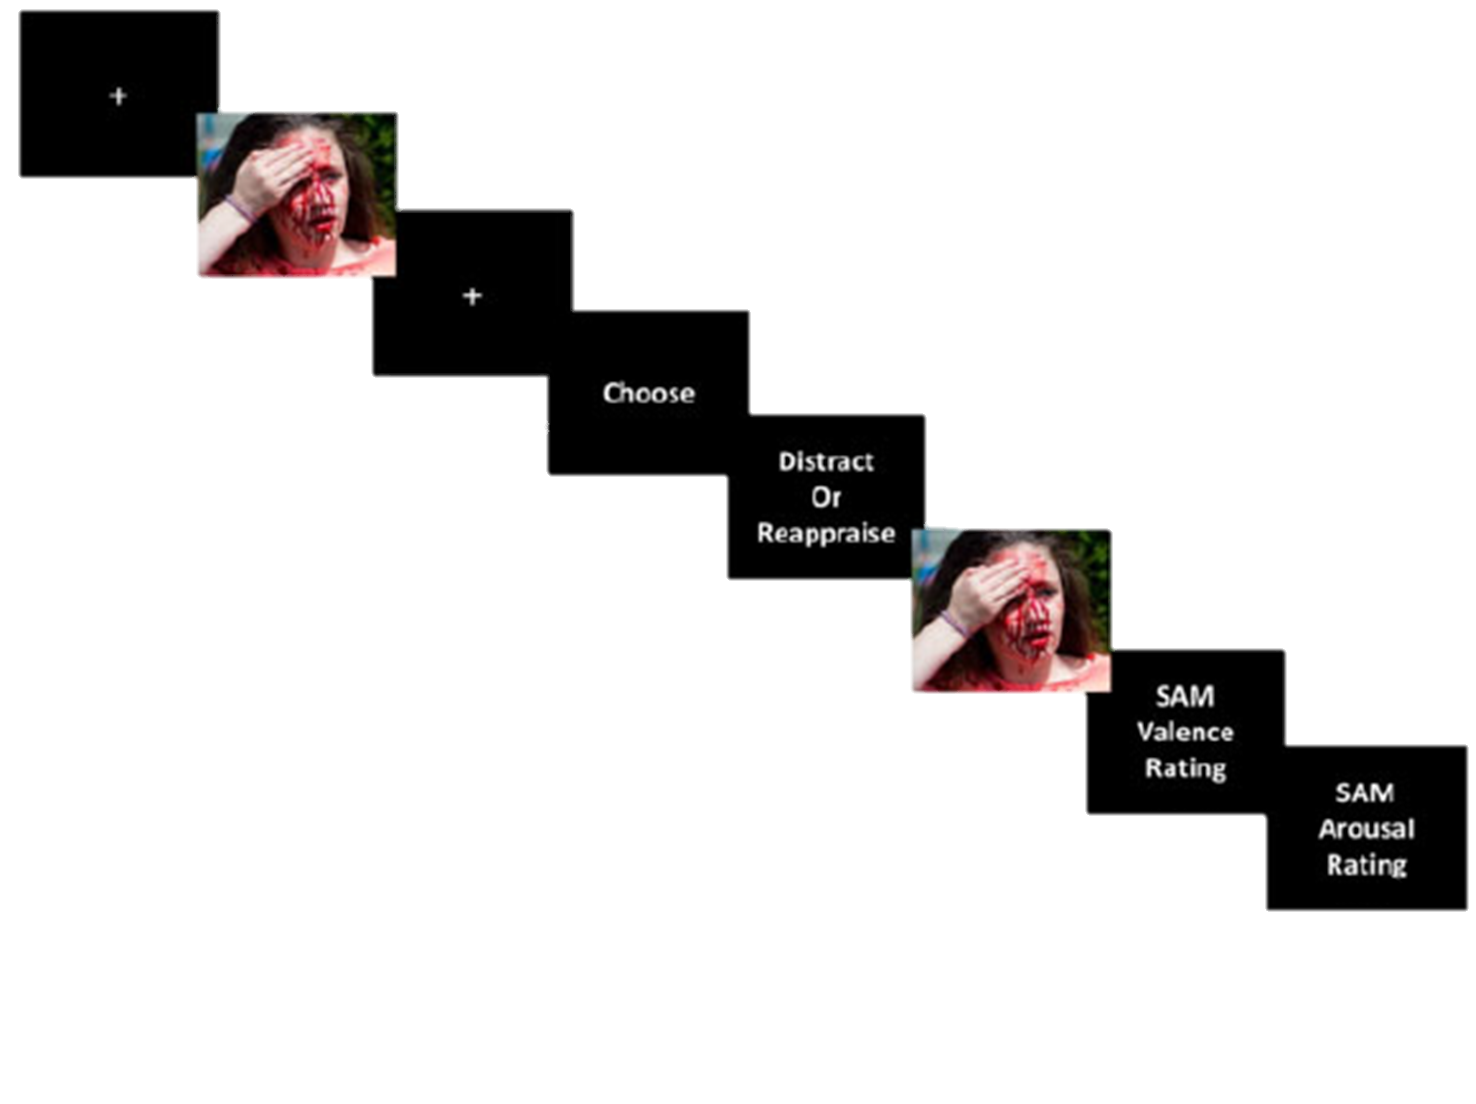 +
+
Choose
Distract
Or
Reappraise
SAM
Valence
Rating
SAM
Arousal
Rating